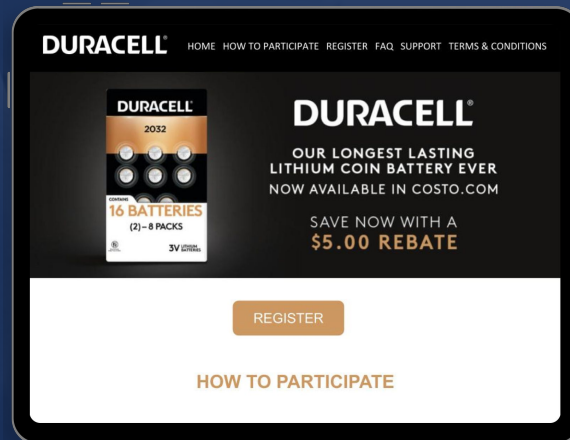 DURACELL®
HOME HOW TO PARTICIPATE REGISTER FAQ SUPPORT TERMS & CONDITIONS
DURACELL®
2032
CONTAINS
16 BATTERIES
(2) – 8 PACKS
3V LITHIUM BATTERIES
DURACELL®
OUR LONGEST LASTING
LITHIUM COIN BATTERY EVER
NOW AVAILABLE IN COSTO.COM
SAVE NOW WITH A
$5.00 REBATE
REGISTER
HOW TO PARTICIPATE